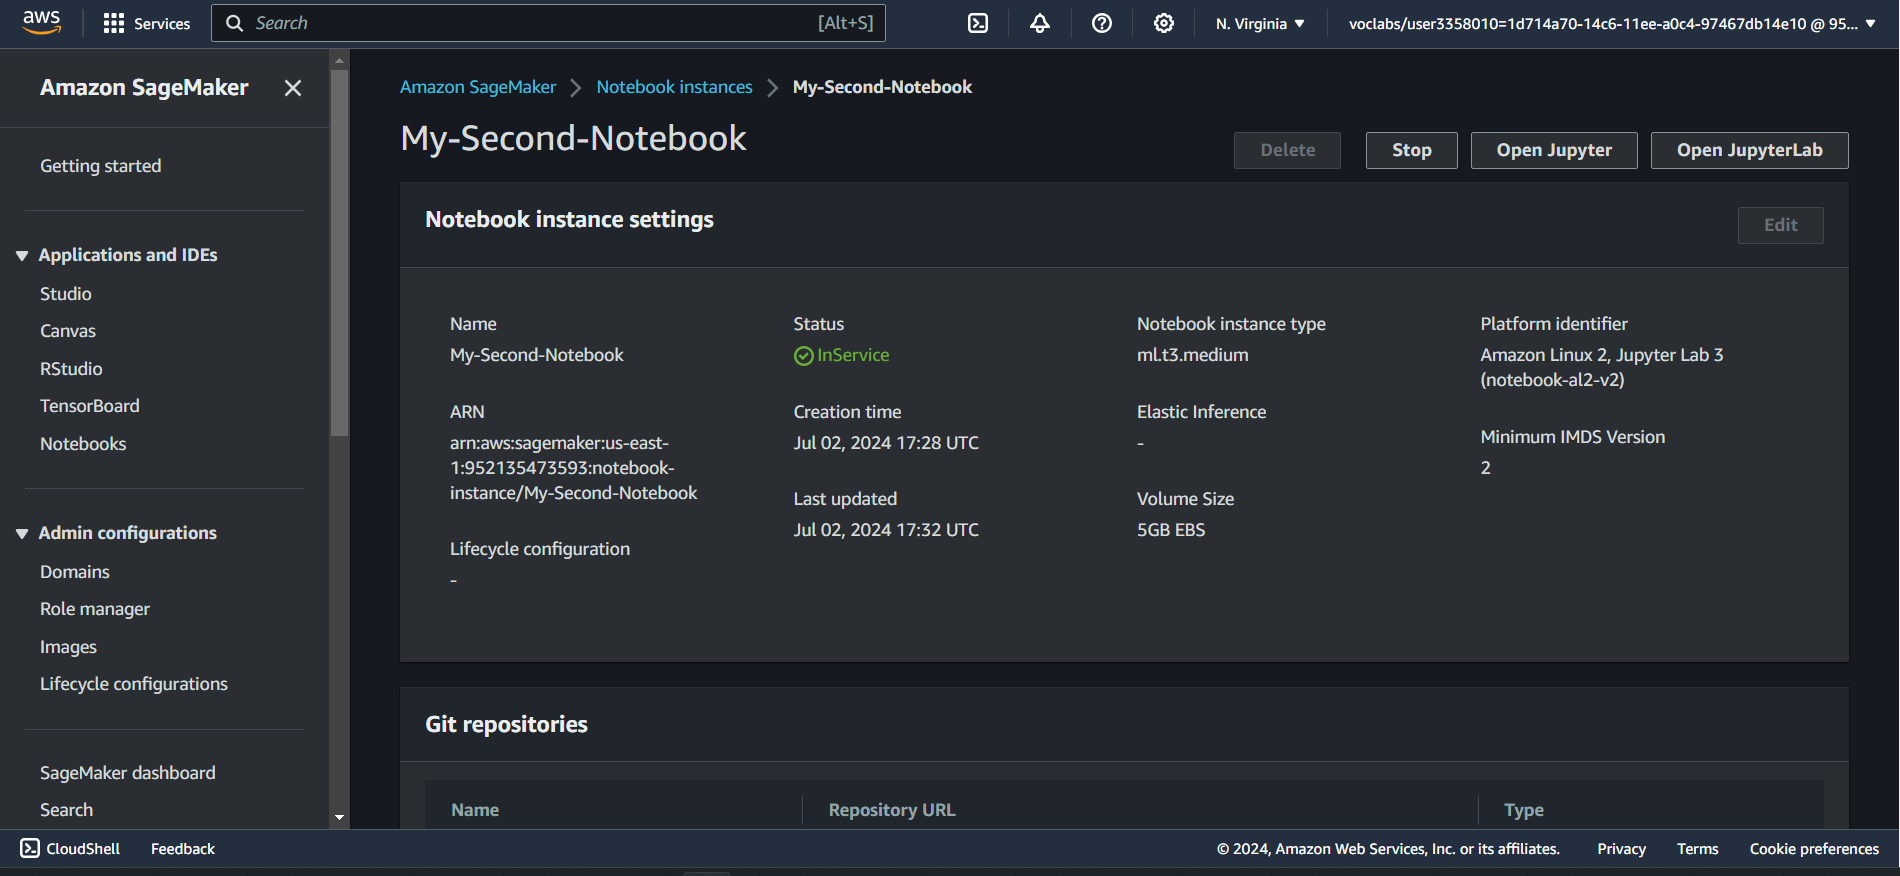 aws
Services
Search
[Alt+S]
N. Virginia
voclabs/user3358010=1d714a70-14c6-11ee-a0c4-97467db14e10 @ 95...
Amazon SageMaker
Getting started
Applications and IDEs
Studio
Canvas
RStudio
TensorBoard
Notebooks
Admin configurations
Domains
Role manager
Images
Lifecycle configurations
SageMaker dashboard
Search
Amazon SageMaker
Notebook instances
My-Second-Notebook
My-Second-Notebook
Delete
Stop
Open Jupyter
Open JupyterLab
Notebook instance settings
Edit
Name
My-Second-Notebook
ARN
arn:aws:sagemaker:us-east-
1:952135473593:notebook-
instance/My-Second-Notebook
Lifecycle configuration
-
Status
InService
Creation time
Jul 02, 2024 17:28 UTC
Last updated
Jul 02, 2024 17:32 UTC
Notebook instance type
ml.t3.medium
Elastic Inference
-
Volume Size
5GB EBS
Platform identifier
Amazon Linux 2, Jupyter Lab 3
(notebook-al2-v2)
Minimum IMDS Version
2
Git repositories
Name
Repository URL
Type
CloudShell
Feedback
© 2024, Amazon Web Services, Inc. or its affiliates.
Privacy
Terms
Cookie preferences